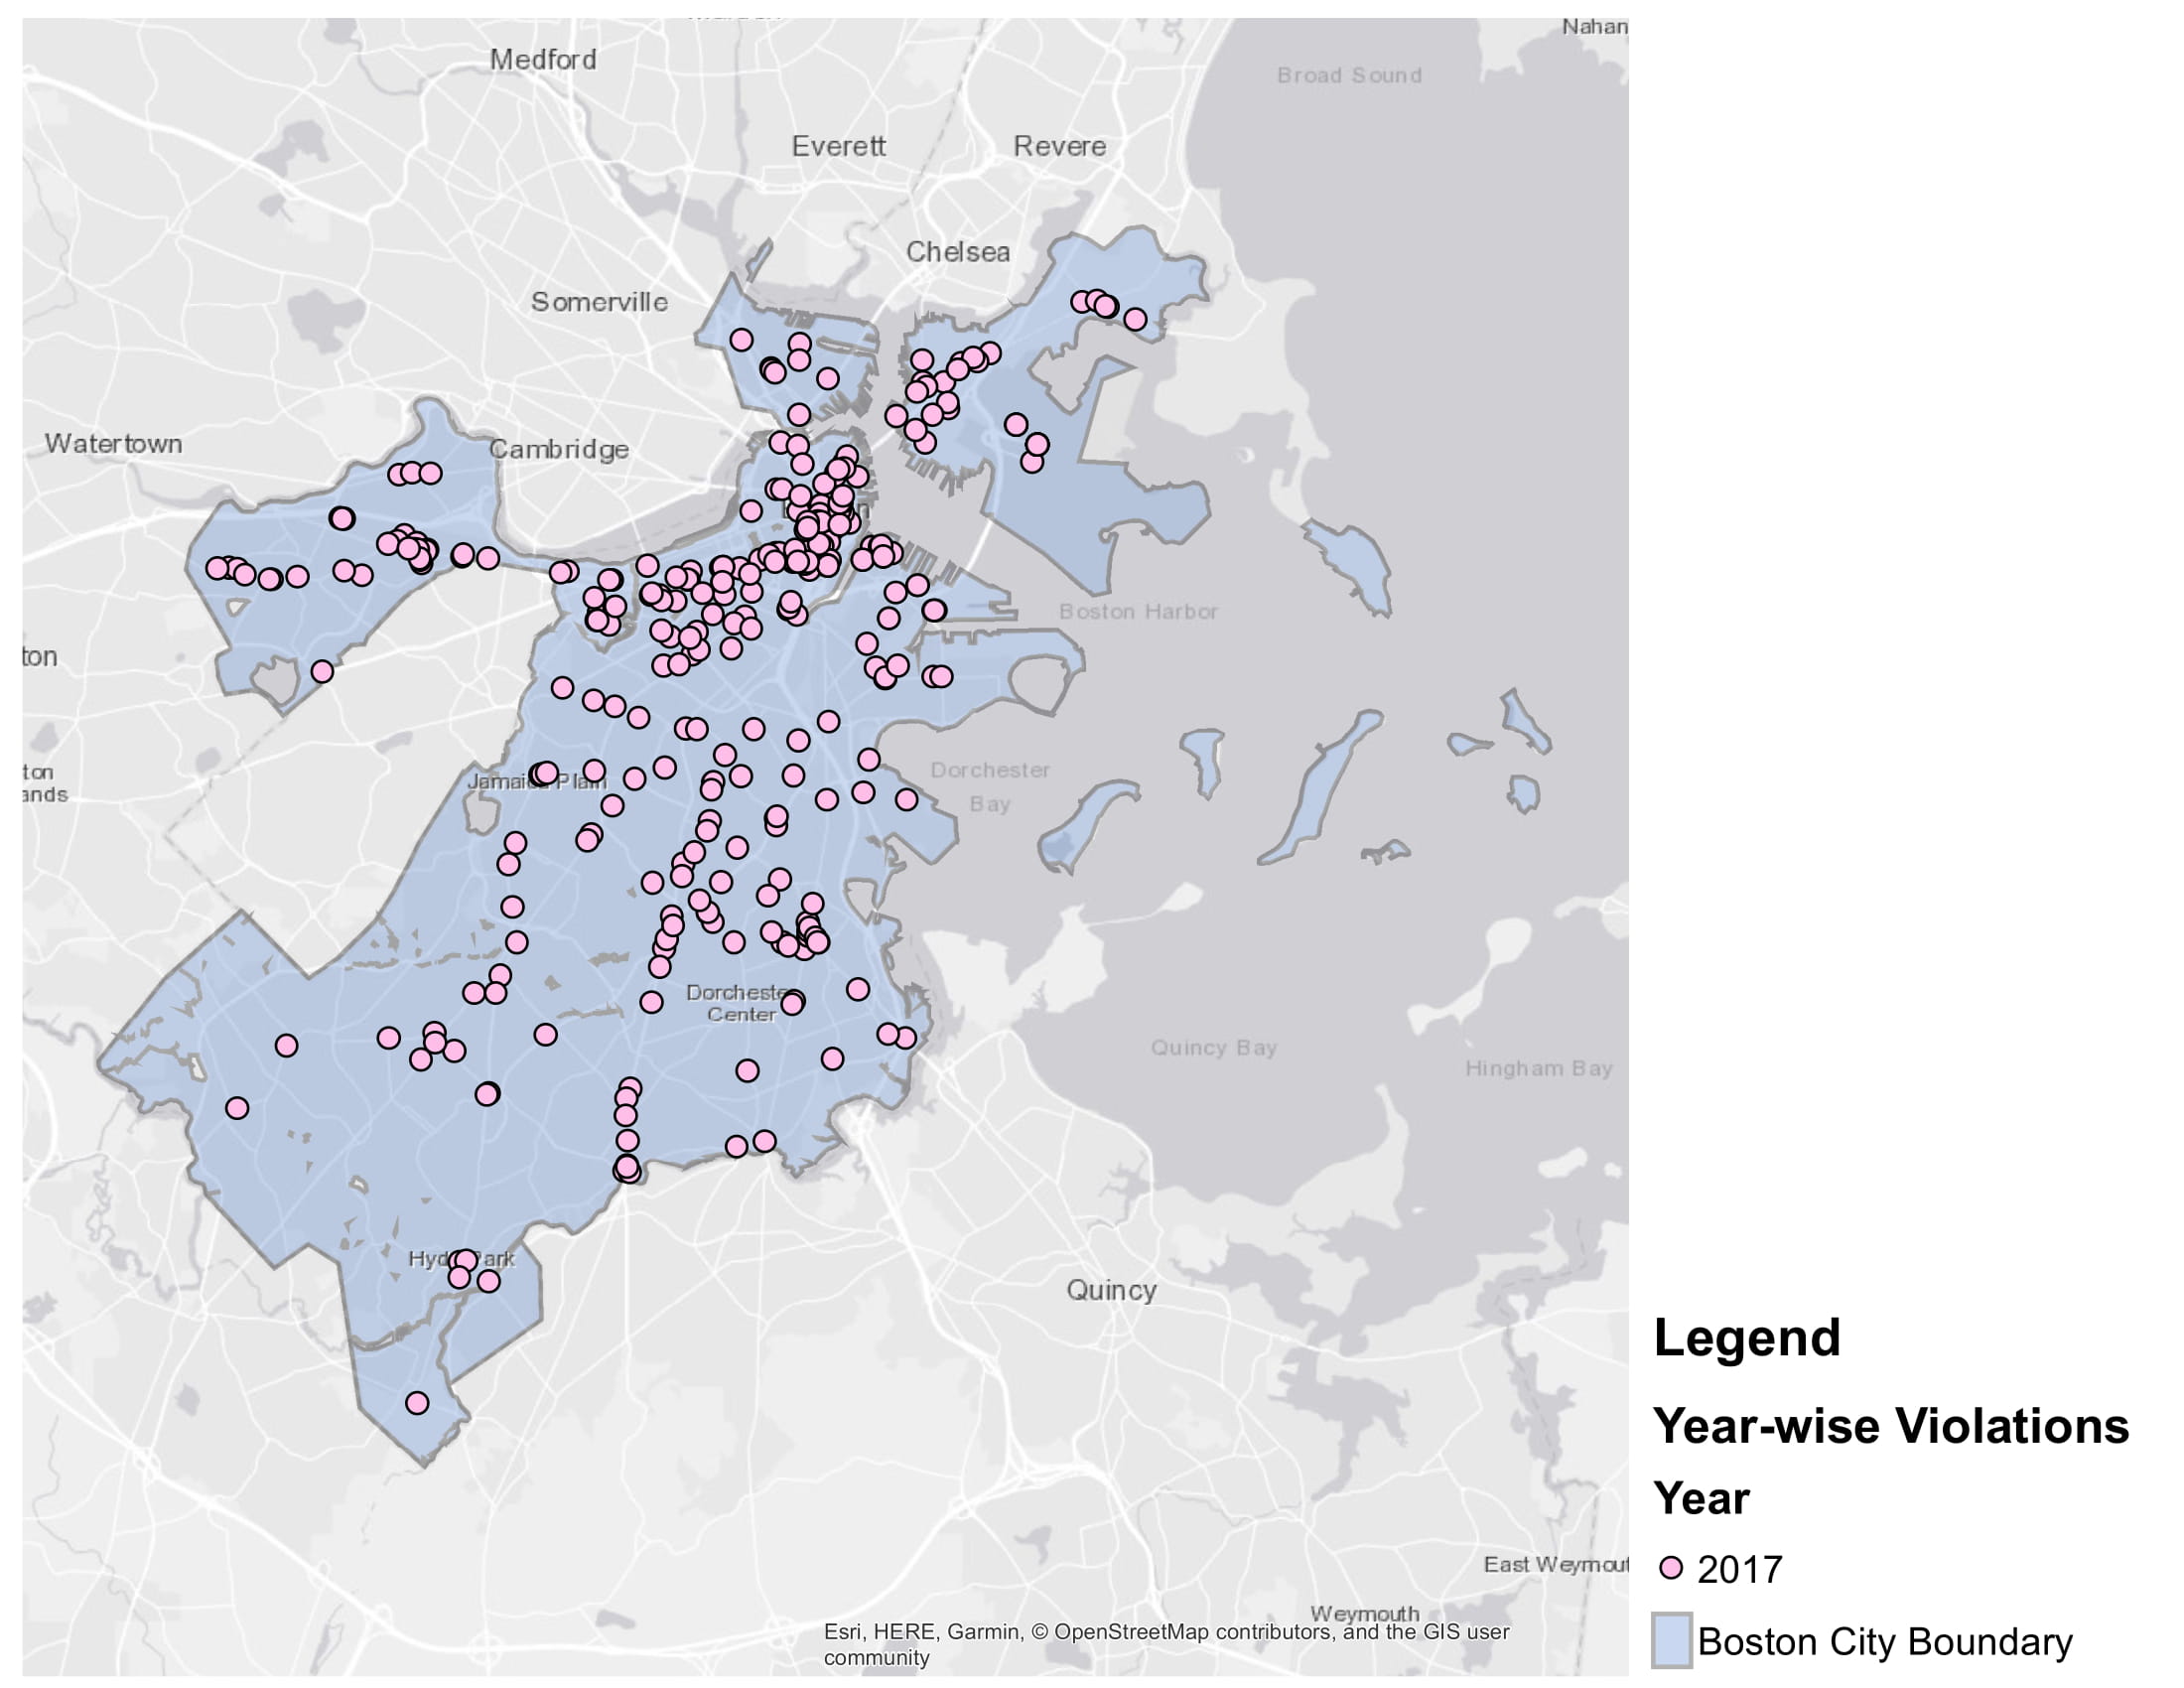 Nahan
Medford
Broad Sound
Everett
Revere
Chelsea
Somerville
Watertown
Cambridge
Boston Harbor
ton
Jamaica Plain
ton
ands
Dorchester
Bay
Dorchester
Center
Quincy Bay
Hingham Bay
Hyde Park
Quincy
Legend
Year-wise Violations
Year
2017
East Weymout
Weymouth
Boston City Boundary
Esri, HERE, Garmin, © OpenStreetMap contributors, and the GIS user
community